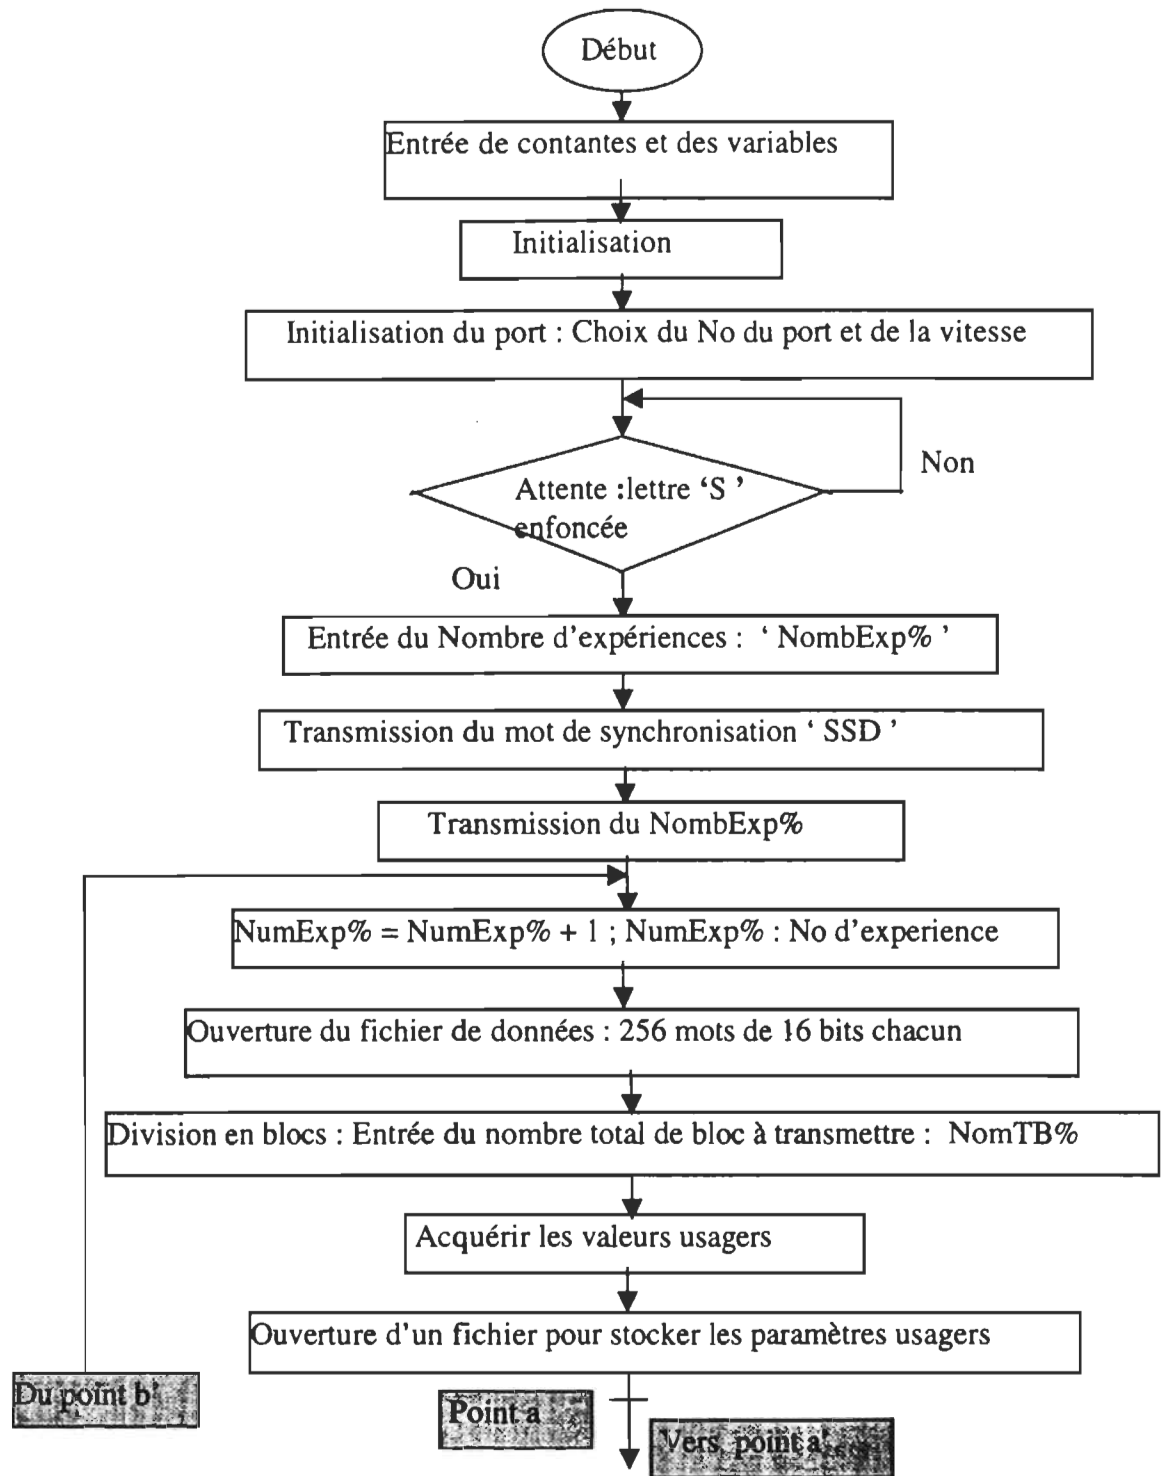 Début
Entrée de contantes et des variables
Initialisation
Initialisation du port : Choix du No du port et de la vitesse
Non
Attente :lettre ‘S ’
enfoncée
Oui
Entrée du Nombre d’expériences : ‘ NombExp% ’
Transmission du mot de synchronisation ‘ SSD ’
Transmission du NombExp%
NumExp% = NumExp% + 1 ; NumExp% : No d’experience
Ouverture du fichier de données : 256 mots de 16 bits chacun
Division en blocs : Entrée du nombre total de bloc à transmettre : NomTB%
Acquérir les valeurs usagers
Ouverture d’un fichier pour stocker les paramètres usagers
Du point b’
Point a
Vers point a’